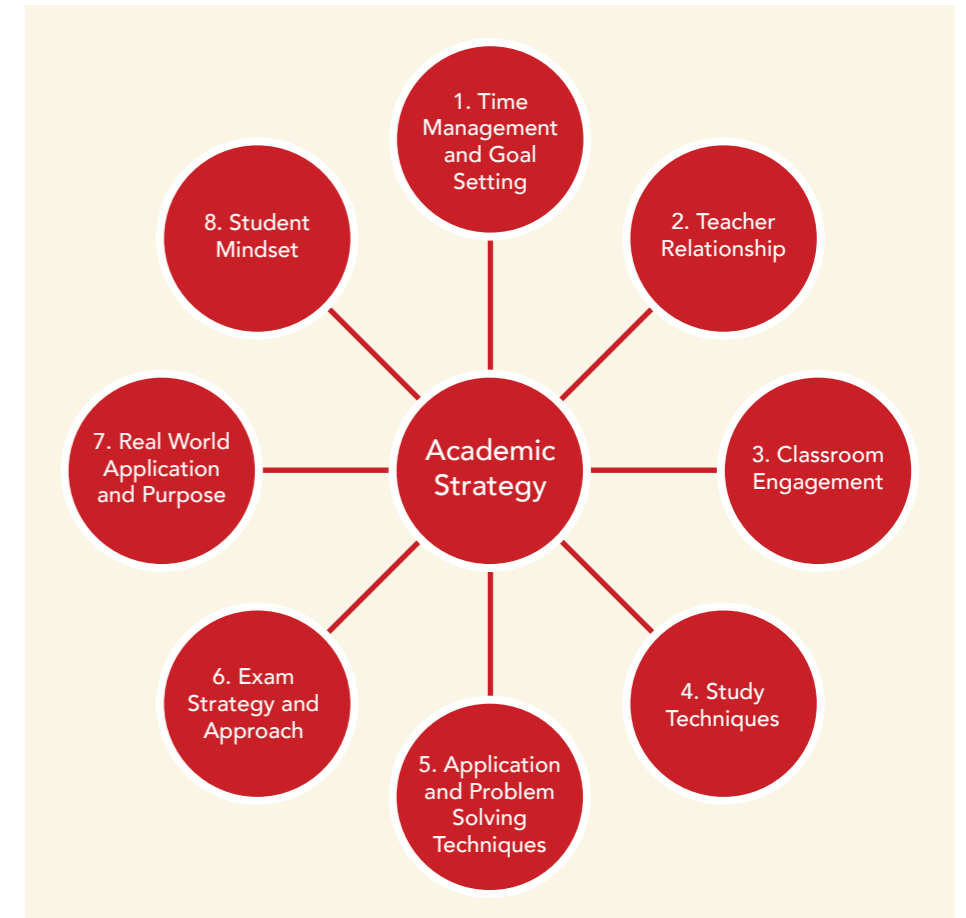 1. Time
Management
and Goal
Setting
2. Teacher
Relationship
3. Classroom
Engagement
4. Study
Techniques
5. Application
and Problem
Solving
Techniques
6. Exam
Strategy and
Approach
7. Real World
Application
and Purpose
8. Student
Mindset
Academic
Strategy